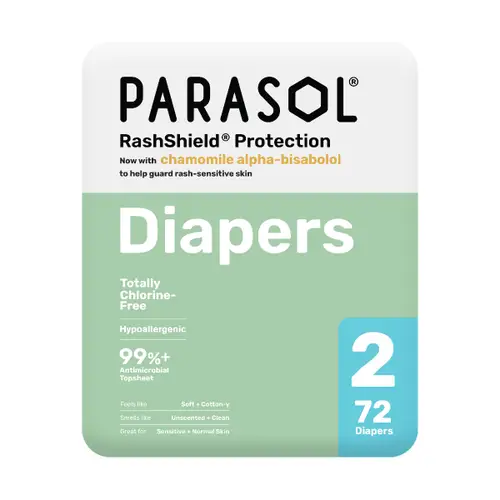 PARASOL®
RashShield® Protection
Now with chamomile alpha-bisabolol
to help guard rash-sensitive skin
Diapers
Totally
Chlorine-
Free
Hypoallergenic
99%+
Antimicrobial
Topsheet
Feels like Soft + Cotton-y
Smells like Unscented + Clean
Great for Sensitive + Normal Skin
2
72
Diapers